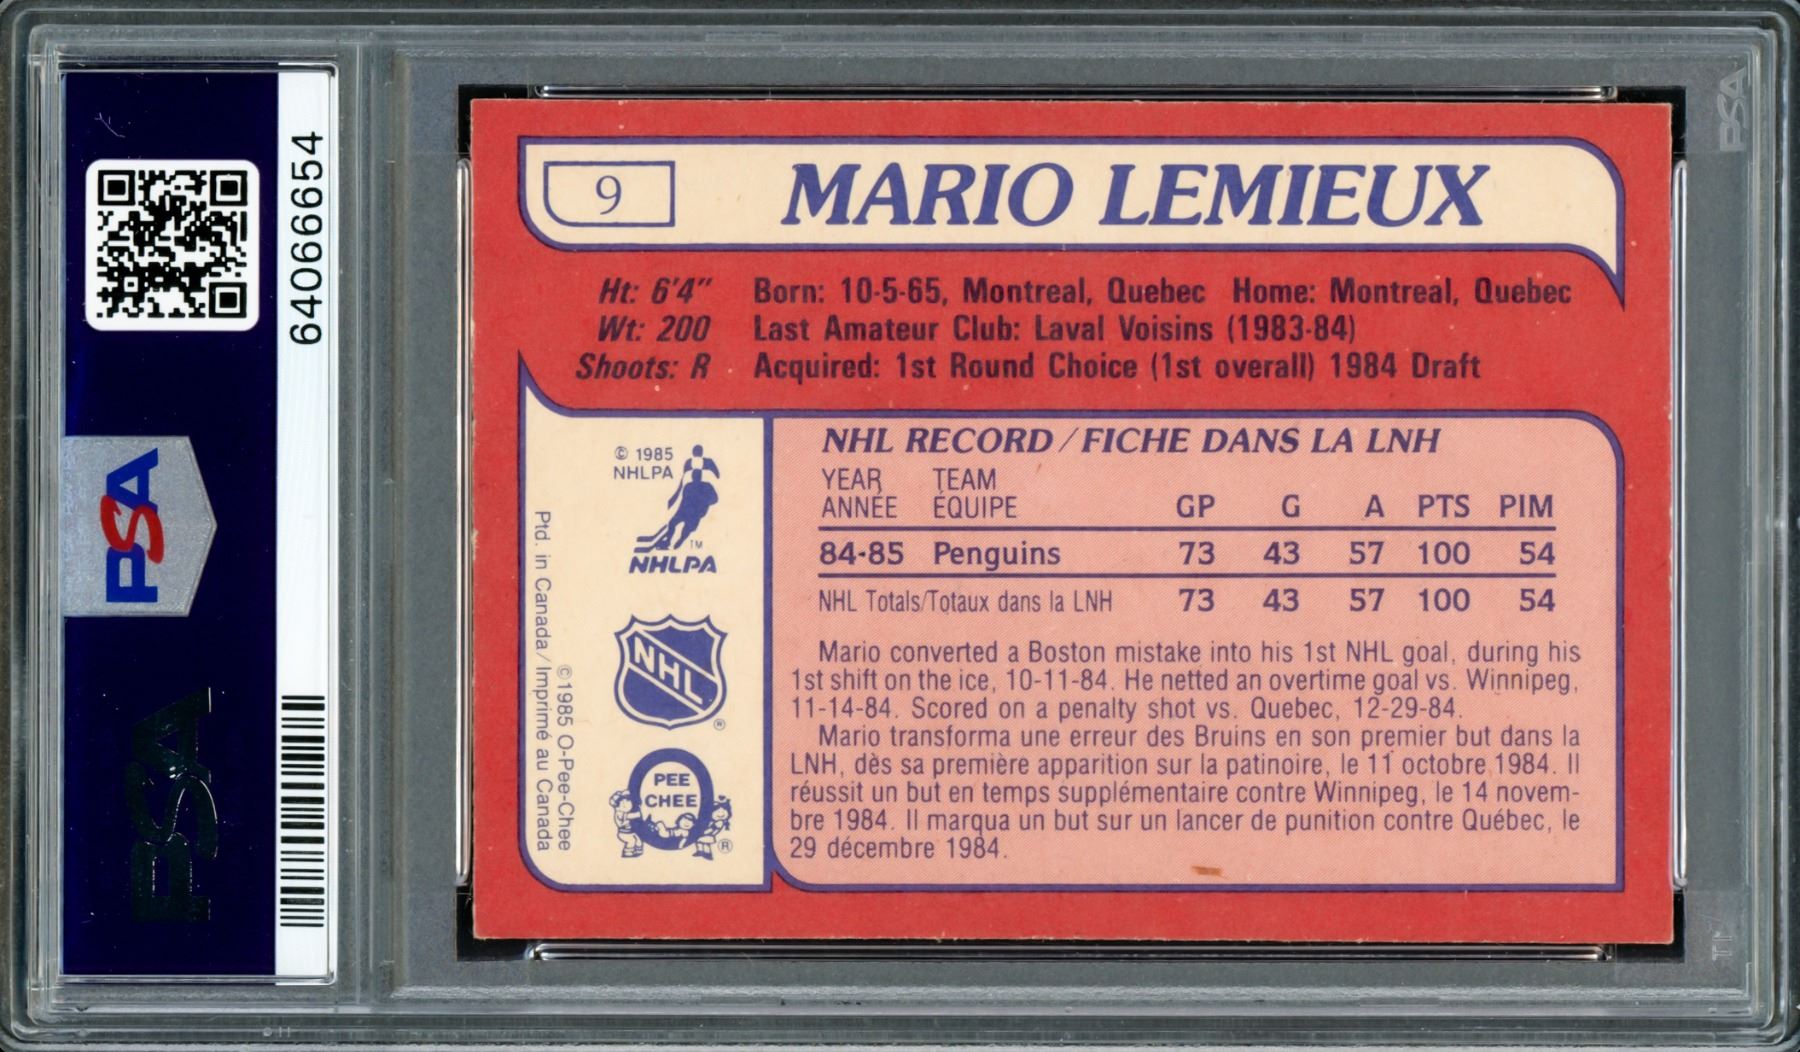 64066654
PSA
PSA
PSA
9
MARIO LEMIEUX
Ht: 6'4" Born: 10-5-65, Montreal, Quebec Home: Montreal, Quebec
Wt: 200 Last Amateur Club: Laval Voisins (1983-84)
Shoots: R Acquired: 1st Round Choice (1st overall) 1984 Draft
© 1985
NHLPA
TM
NHLPA
NHL
®
PEE
CHEE
®
Ptd. in Canada/Imprimé au Canada
©1985 O-Pee-Chee
NHL RECORD/FICHE DANS LA LNH
YEAR TEAM
ANNÉE ÉQUIPE GP G A PTS PIM
84-85 Penguins 73 43 57 100 54
NHL Totals/Totaux dans la LNH 73 43 57 100 54
Mario converted a Boston mistake into his 1st NHL goal, during his
1st shift on the ice, 10-11-84. He netted an overtime goal vs. Winnipeg,
11-14-84. Scored on a penalty shot vs. Quebec, 12-29-84.
Mario transforma une erreur des Bruins en son premier but dans la
LNH, dès sa première apparition sur la patinoire, le 11 octobre 1984. Il
réussit un but en temps supplémentaire contre Winnipeg, le 14 novem-
bre 1984. Il marqua un but sur un lancer de punition contre Québec, le
29 décembre 1984.